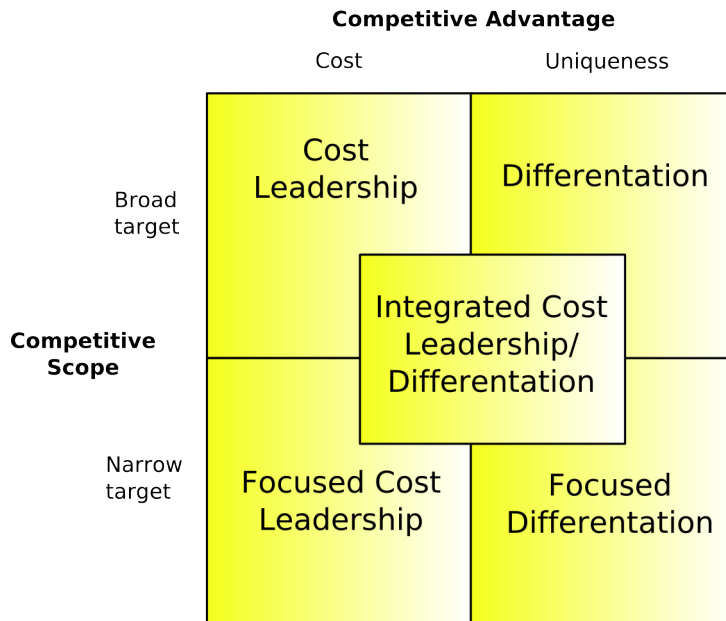 Competitive Advantage
Cost
Uniqueness
Cost
Leadership
Differentation
Broad
target
Integrated Cost
Leadership/
Differentation
Competitive
Scope
Narrow
target
Focused Cost
Leadership
Focused
Differentation